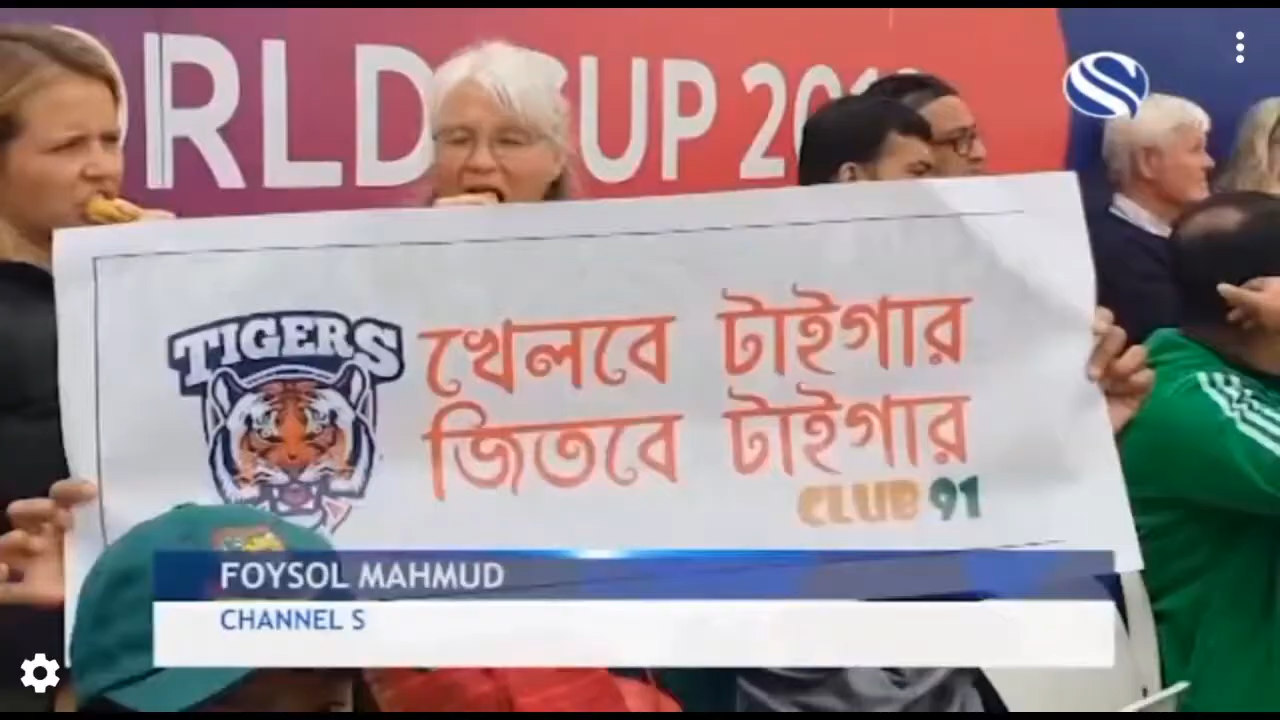 RLD CUP 20
TIGERS
খেলবে টাইগার
জিতবে টাইগার
CLUB 91
FOYSOL MAHMUD
CHANNEL S